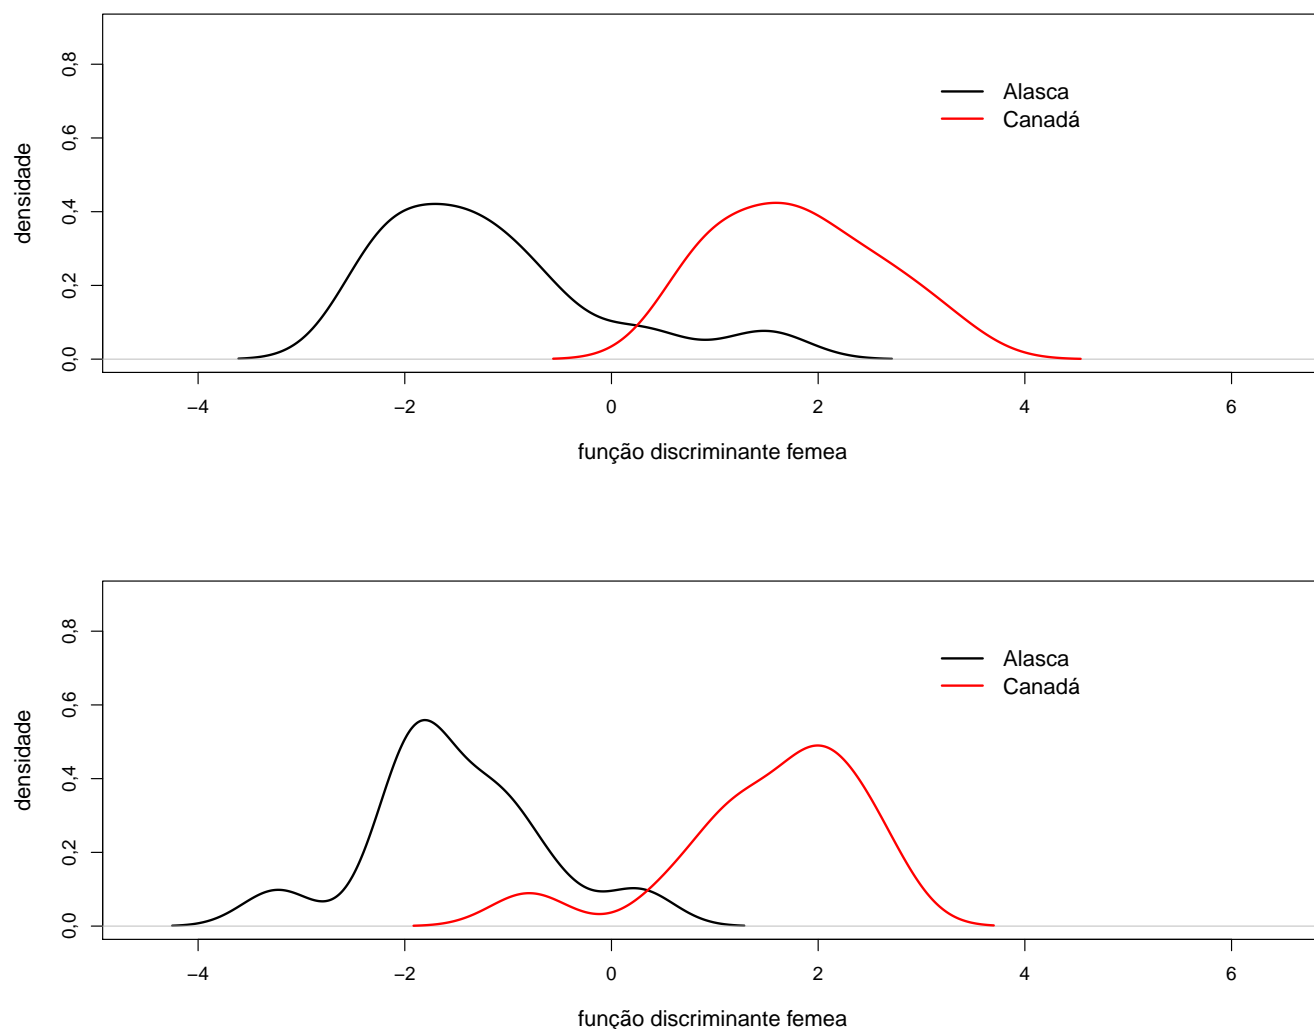 0,8
0,6
0,4
0,2
0,0
densidade
Alasca
Canadá
−4 −2 0 2 4 6
função discriminante femea
0,8
0,6
0,4
0,2
0,0
densidade
Alasca
Canadá
−4 −2 0 2 4 6
função discriminante femea